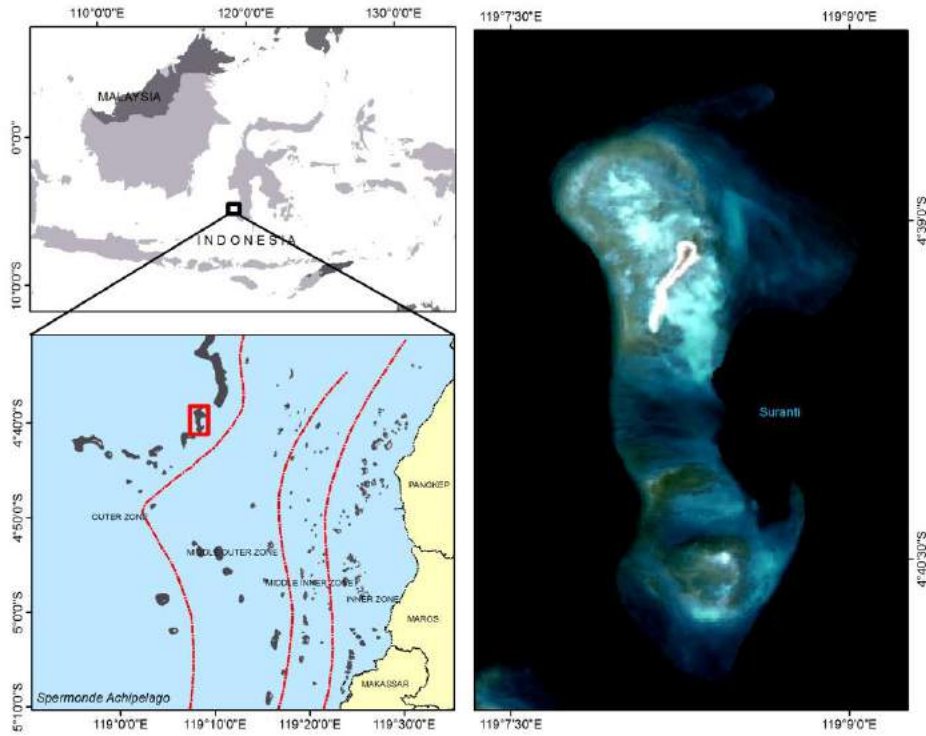 110°0'0"E 120°0'0"E 130°0'0"E
0°0'0"
10°0'0"S
MALAYSIA
INDONESIA
4°40'0"S
4°50'0"S
5°0'0"S
5°10'0"S
OUTER ZONE
MIDDLE OUTER ZONE
MIDDLE INNER ZONE
INNER ZONE
PANGKEP
MAROS
MAKASSAR
Spermonde Achipelago
119°0'0"E 119°10'0"E 119°20'0"E 119°30'0"E
119°7'30"E 119°9'0"E
4°39'0"S
Suranti
4°40'30"S
119°7'30"E 119°9'0"E